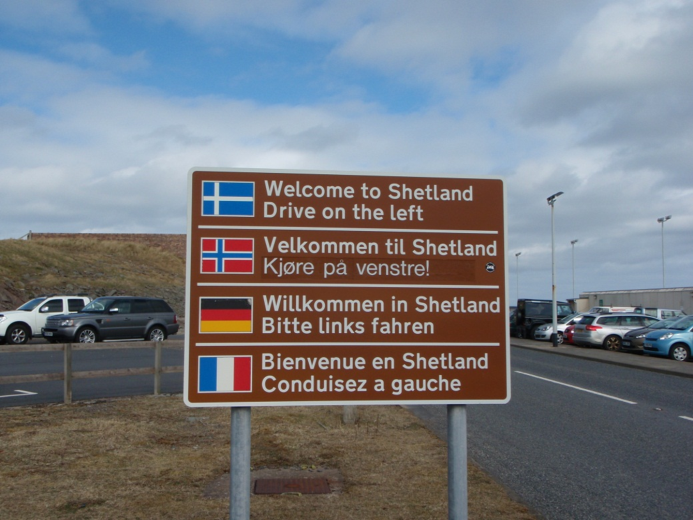 Welcome to Shetland
Drive on the left
Velkommen til Shetland
Kjøre på venstre!
Willkommen in Shetland
Bitte links fahren
Bienvenue en Shetland
Conduisez a gauche